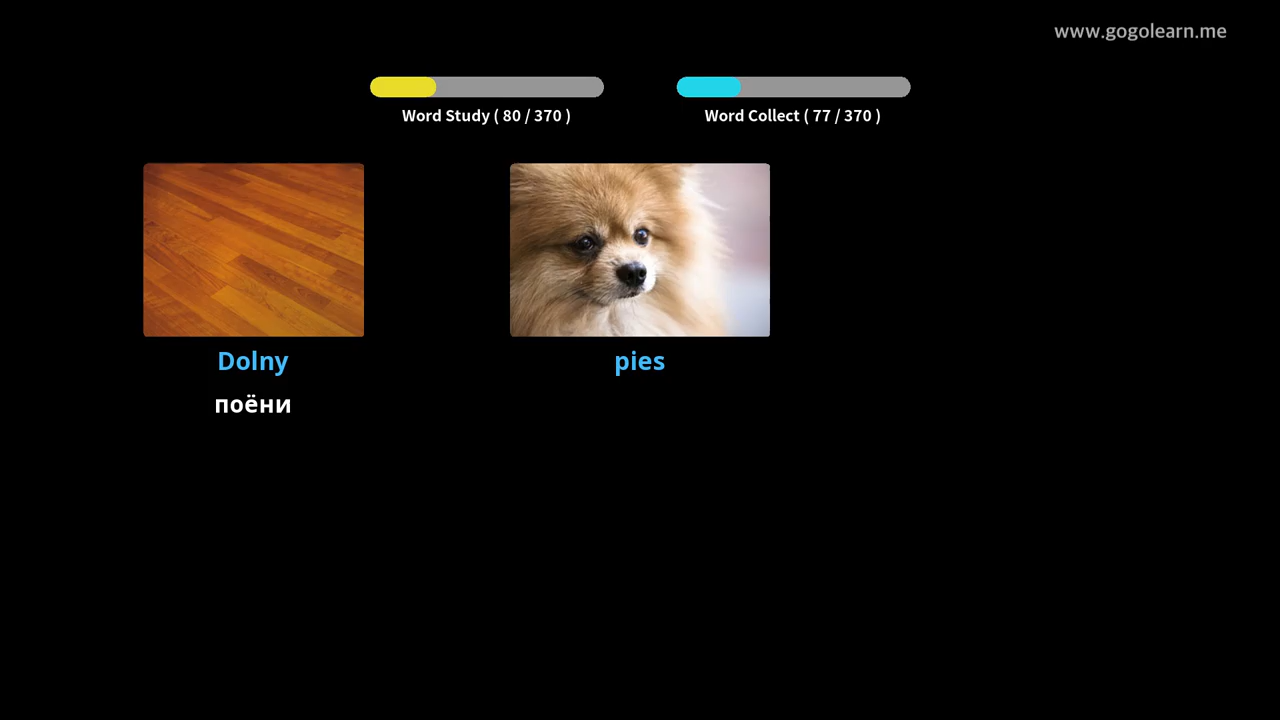 www.gogolearn.me
Word Study ( 80 / 370 )
Word Collect ( 77 / 370 )
Dolny
поёни
pies